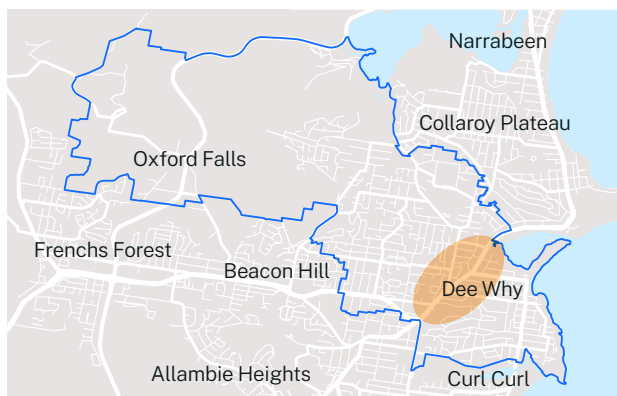 Narrabeen
Collaroy Plateau
Oxford Falls
Frenchs Forest
Beacon Hill
Dee Why
Allambie Heights
Curl Curl